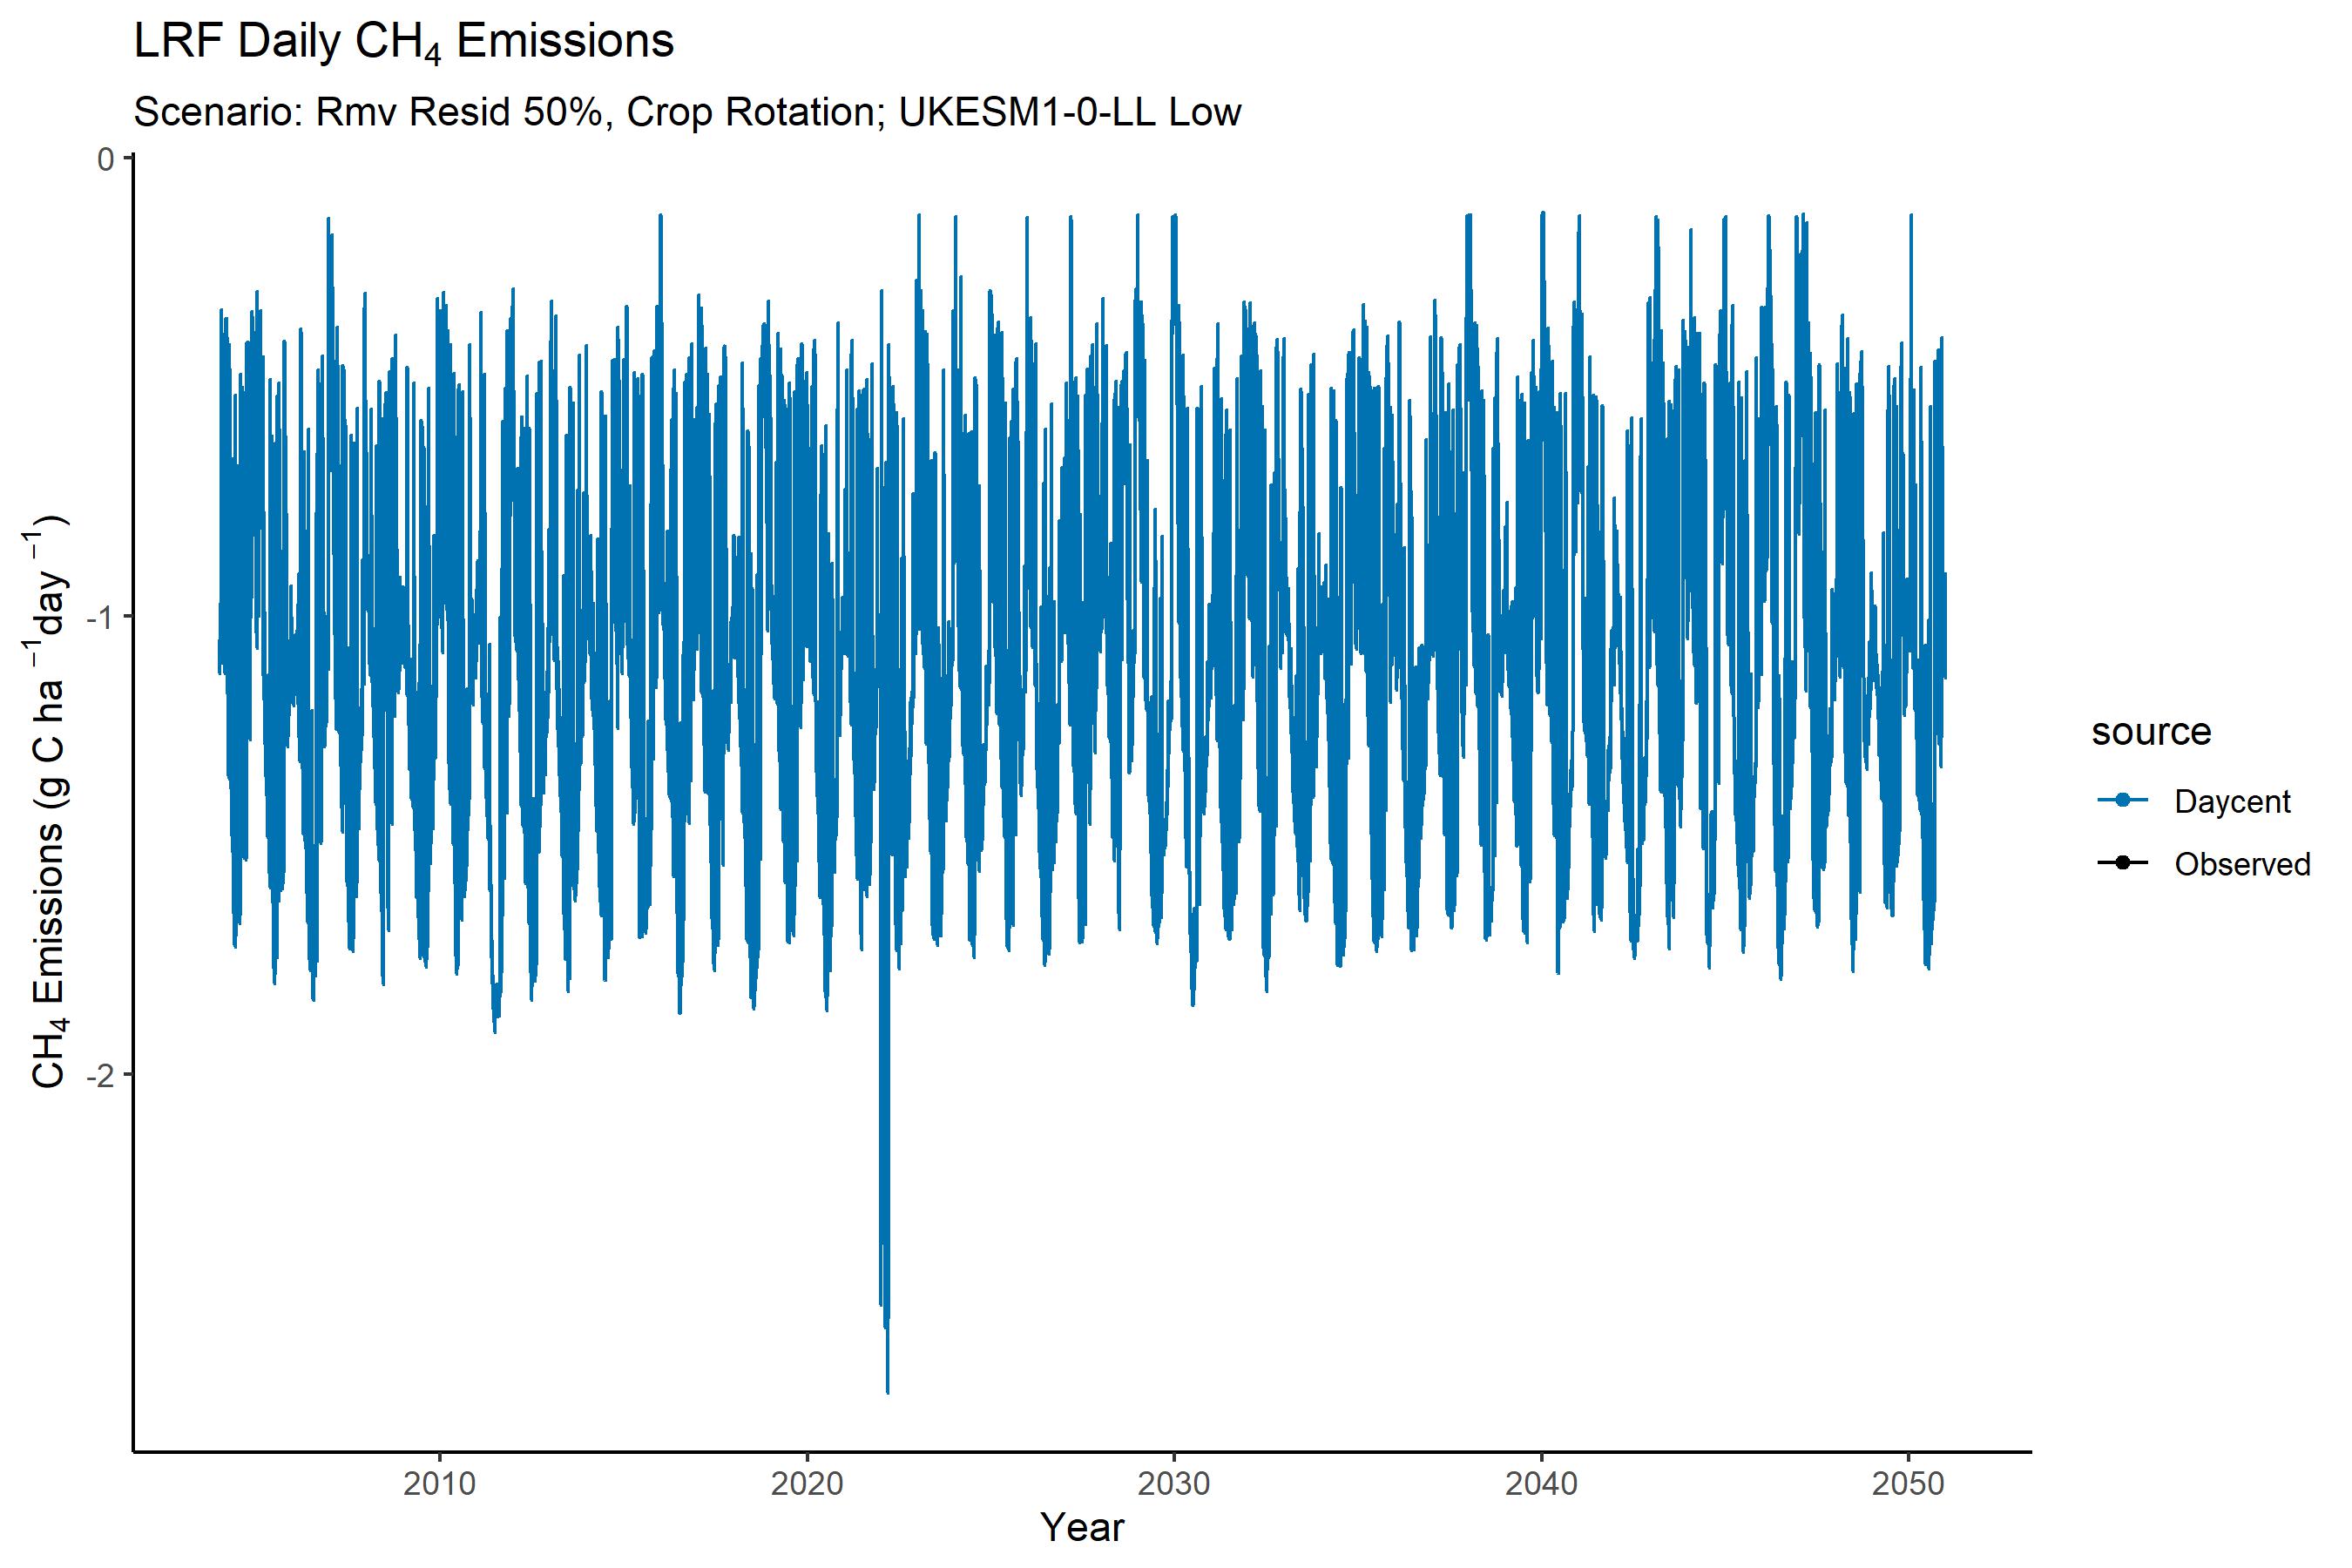 LRF Daily CH₄ Emissions
Scenario: Rmv Resid 50%, Crop Rotation; UKESM1-0-LL Low
CH₄ Emissions (g C ha ⁻¹day ⁻¹)
0
-1
-2
2010 2020 2030 2040 2050
Year
source
Daycent
Observed